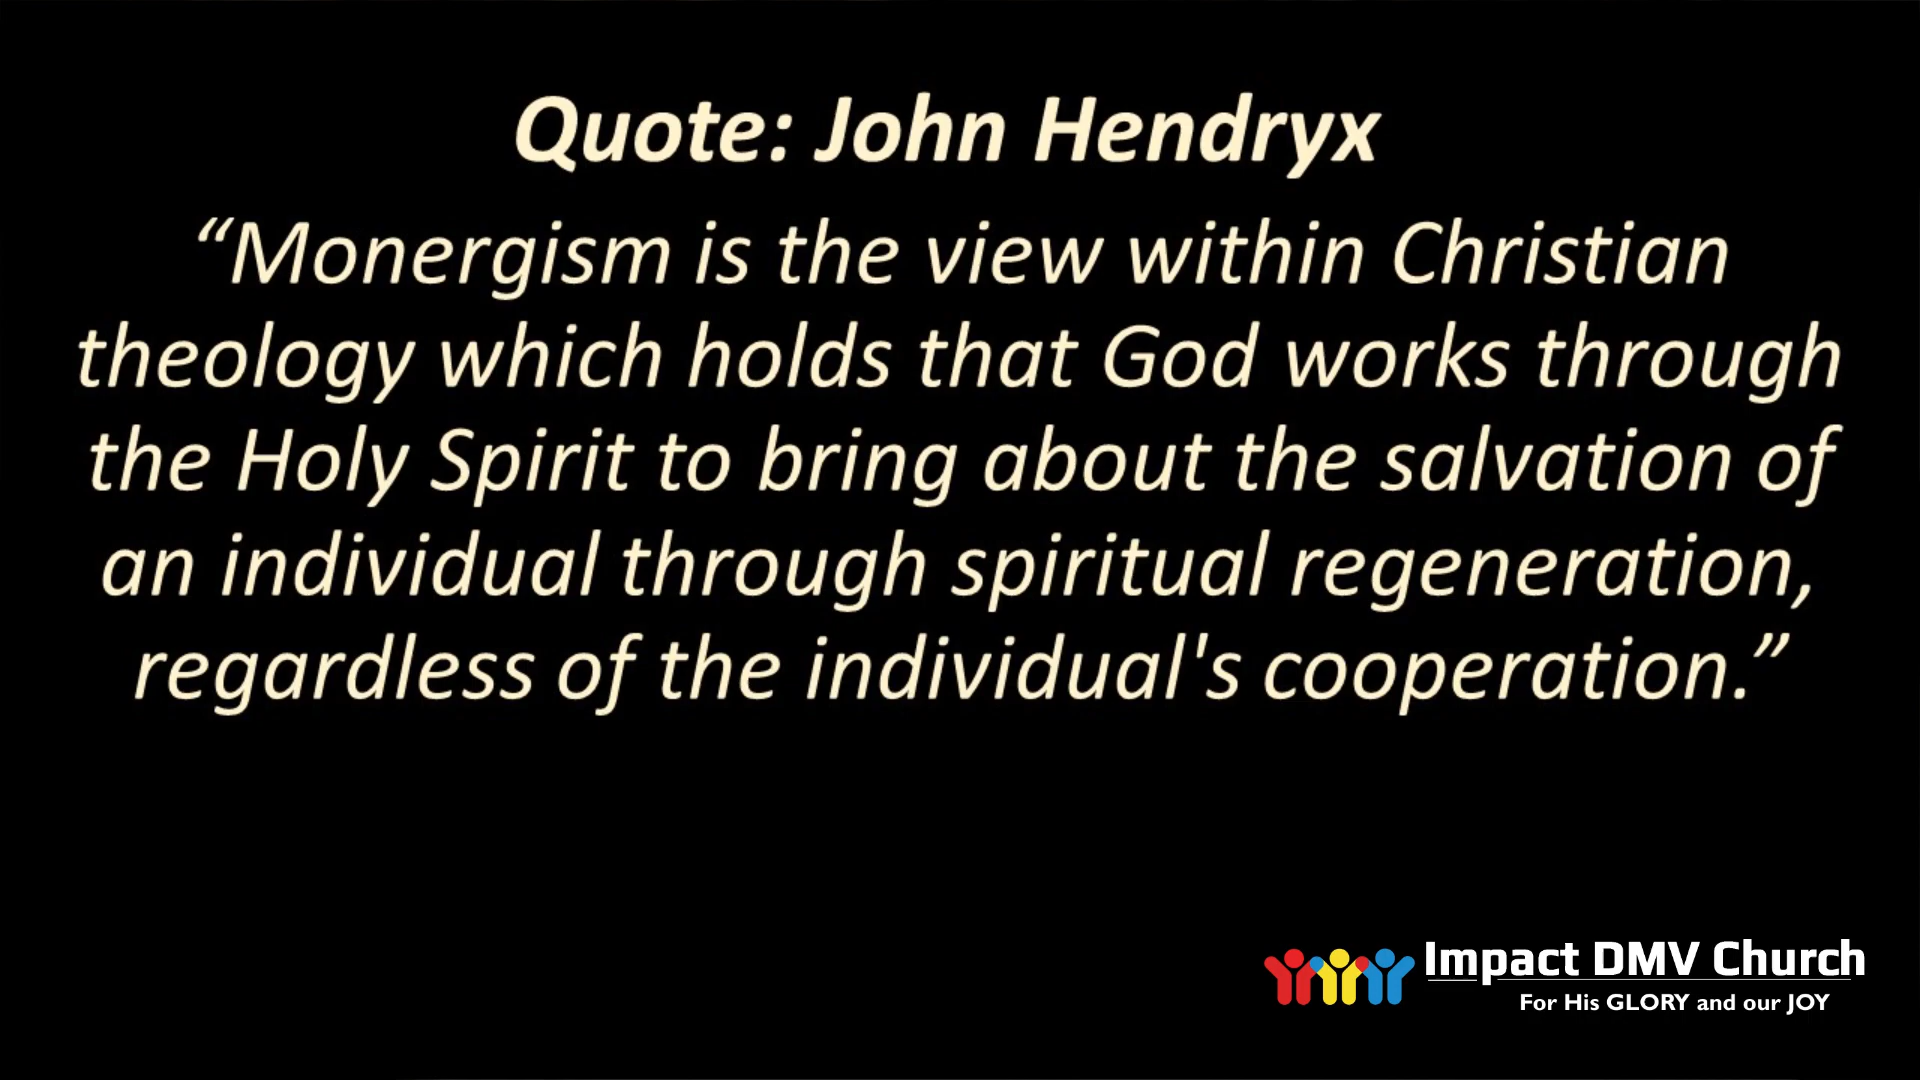 Quote: John Hendryx
“Monergism is the view within Christian
theology which holds that God works through
the Holy Spirit to bring about the salvation of
an individual through spiritual regeneration,
regardless of the individual's cooperation.”
Impact DMV Church
For His GLORY and our JOY